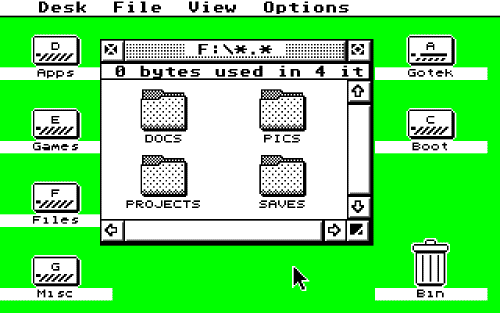 Desk File View Options
D
Apps
E
Games
F
Files
G
Misc
F:\*.*
0 bytes used in 4 it
DOCS PICS
PROJECTS SAVES
A
Gotek
C
Boot
Bin